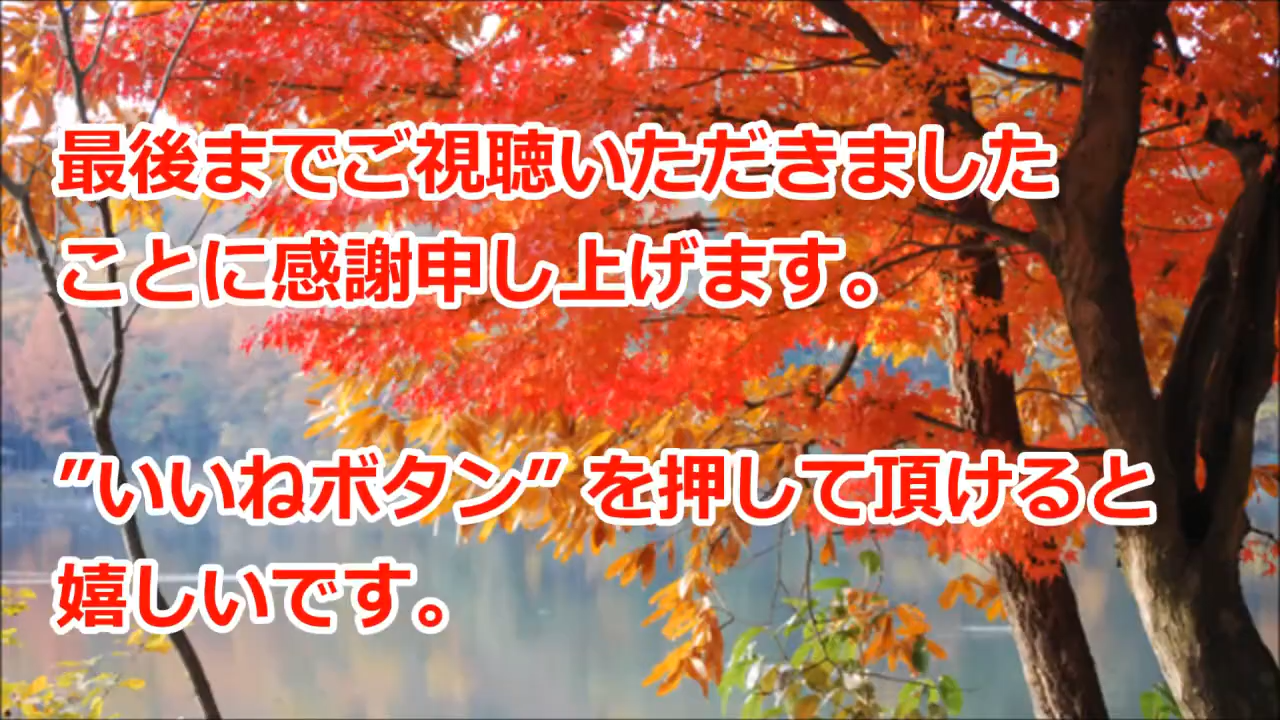 最後までご視聴いただきました
ことに感謝申し上げます。
”いいねボタン” を押して頂けると
嬉しいです。